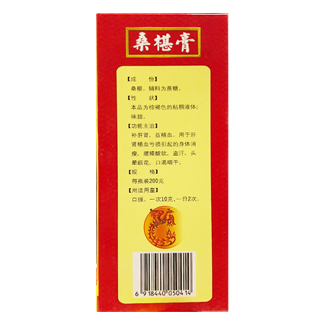 桑椹膏
【成　份】
桑椹。辅料为蔗糖。
【性　状】
本品为棕褐色的粘稠液体;
味甜。
【功能主治】
补肝肾，益精血。用于肝
肾精血亏损引起的身体消
瘦，腰膝酸软，盗汗，头
晕眼花，口渴咽干。
【规　格】
每瓶装200克
【用法用量】
口服，一次10克，一日2次。
6 918440 050414